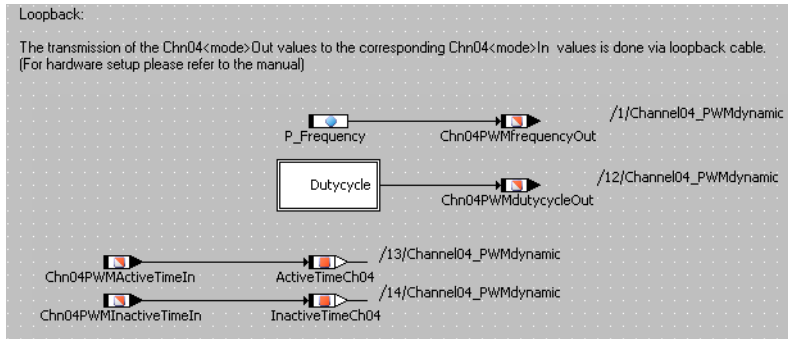 Loopback:
The transmission of the Chn04<mode>Out values to the corresponding Chn04<mode>In  values is done via loopback cable.
(For hardware setup please refer to the manual)
/1/Channel04_PWMdynamic
P_Frequency
Chn04PWMfrequencyOut
Dutycycle
/12/Channel04_PWMdynamic
Chn04PWMdutycycleOut
/13/Channel04_PWMdynamic
Chn04PWMActiveTimeIn
ActiveTimeCh04
/14/Channel04_PWMdynamic
Chn04PWMInactiveTimeIn
InactiveTimeCh04